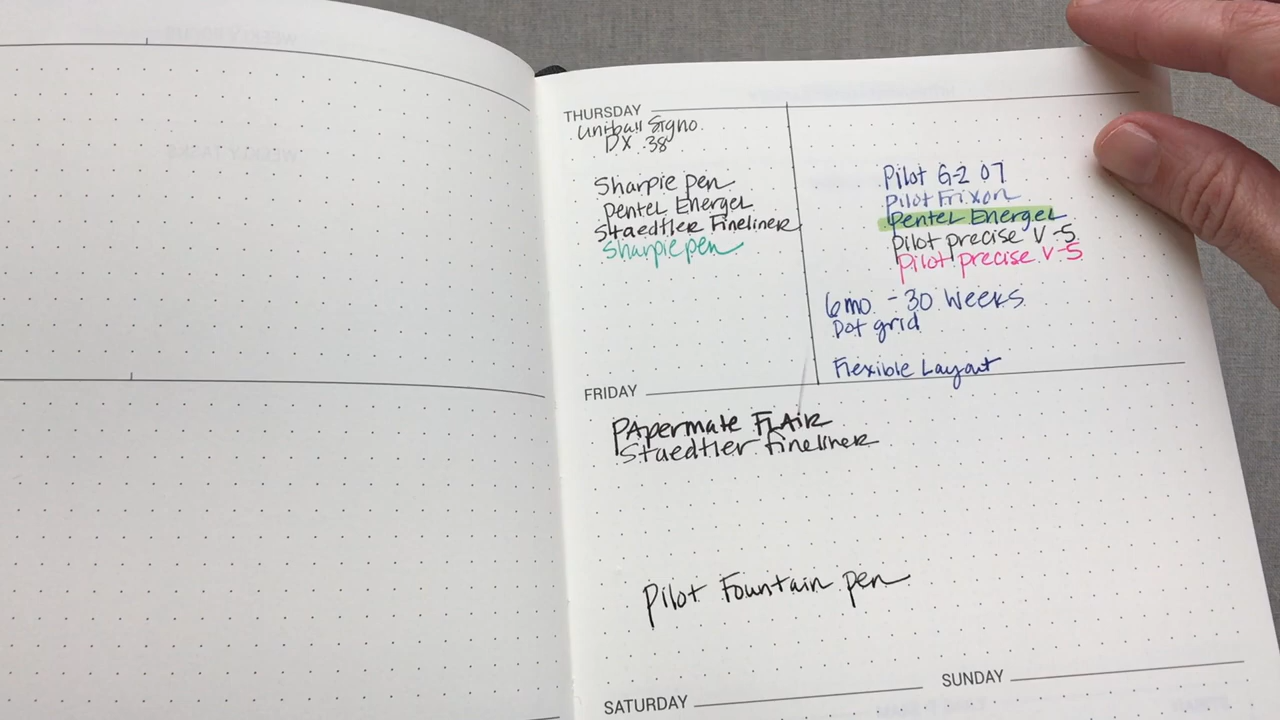 THURSDAY
Uniball Signo
DX .38
Sharpie Pen
Pentel Energel
Staedtler Fineliner
Sharpie pen
Pilot G-2 07
Pilot Frixon
Pentel Energel
Pilot precise V-5
Pilot precise V-5
6mo - 30 Weeks
Dot grid
Flexible Layout
FRIDAY
PApermate FLAiR
Staedtler fineliner
Pilot Fountain pen
SATURDAY
SUNDAY